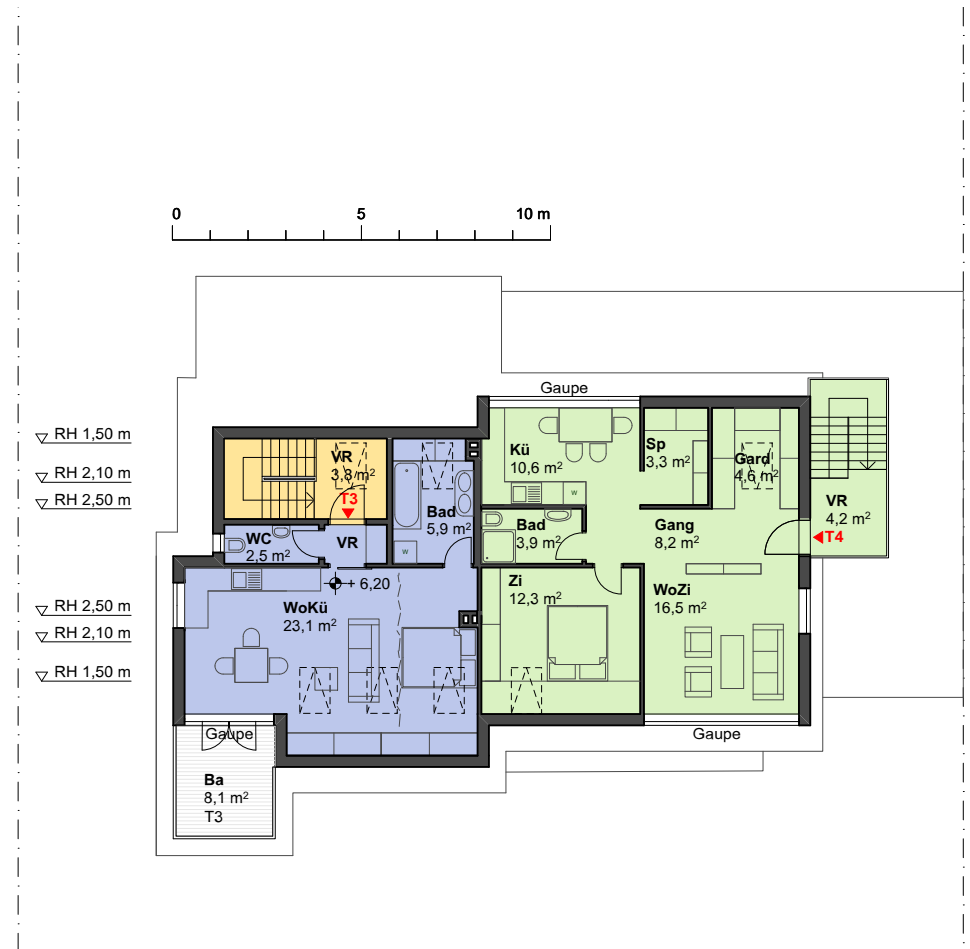 0 5 10 m
Gaupe
RH 1,50 m
RH 2,10 m
RH 2,50 m
VR
3,8 m²
T3
Kü
10,6 m²
W
Sp
3,3 m²
Gard
4,6 m²
VR
4,2 m²
T4
Bad
5,9 m²
W
WC
2,5 m²
VR
Bad
3,9 m²
Gang
8,2 m²
+ 6,20
RH 2,50 m
RH 2,10 m
RH 1,50 m
WoKü
23,1 m²
Zi
12,3 m²
WoZi
16,5 m²
Gaupe
Gaupe
Ba
8,1 m²
T3